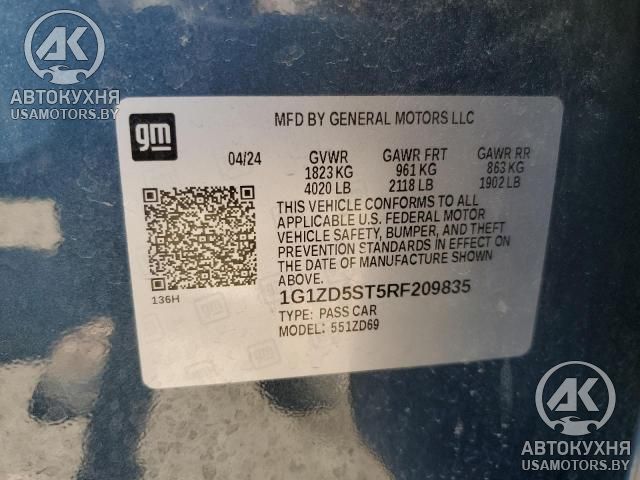 АК
АВТОКУХНЯ
USAMOTORS.BY
gm
MFD BY GENERAL MOTORS LLC
04/24 GVWR GAWR FRT GAWR RR
1823 KG 961 KG 863 KG
4020 LB 2118 LB 1902 LB
THIS VEHICLE CONFORMS TO ALL
APPLICABLE U.S. FEDERAL MOTOR
VEHICLE SAFETY, BUMPER, AND THEFT
PREVENTION STANDARDS IN EFFECT ON
THE DATE OF MANUFACTURE SHOWN
ABOVE.
136H
1G1ZD5ST5RF209835
TYPE: PASS CAR
MODEL: 551ZD69
АК
АВТОКУХНЯ
USAMOTORS.BY